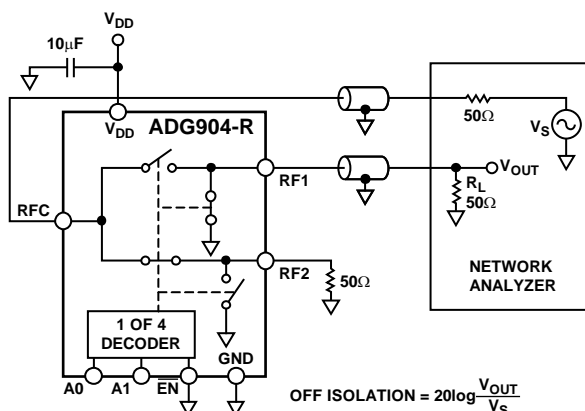 VDD
10µF
VDD
ADG904-R
50Ω
VS
RFC
RF1
VOUT
RL
50Ω
RF2
50Ω
NETWORK
ANALYZER
1 OF 4
DECODER
GND
A0
A1
EN
OFF ISOLATION = 20log VOUT
VS